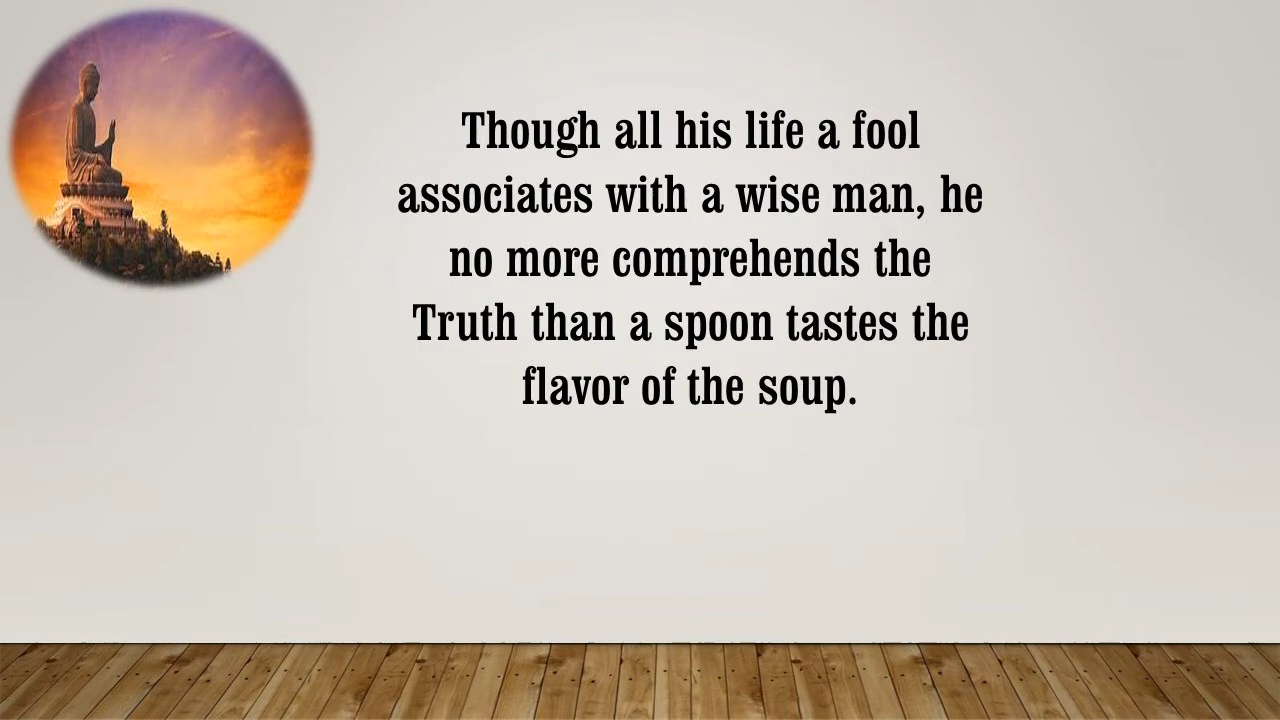 Though all his life a fool
associates with a wise man, he
no more comprehends the
Truth than a spoon tastes the
flavor of the soup.